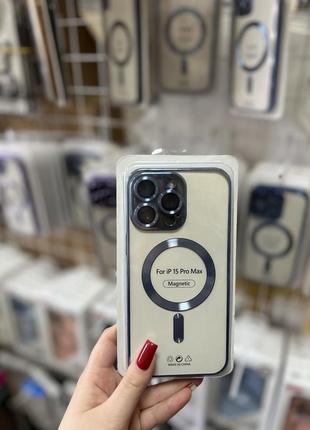 For iP 15 Pro Max
Magnetic
MADE IN CHINA